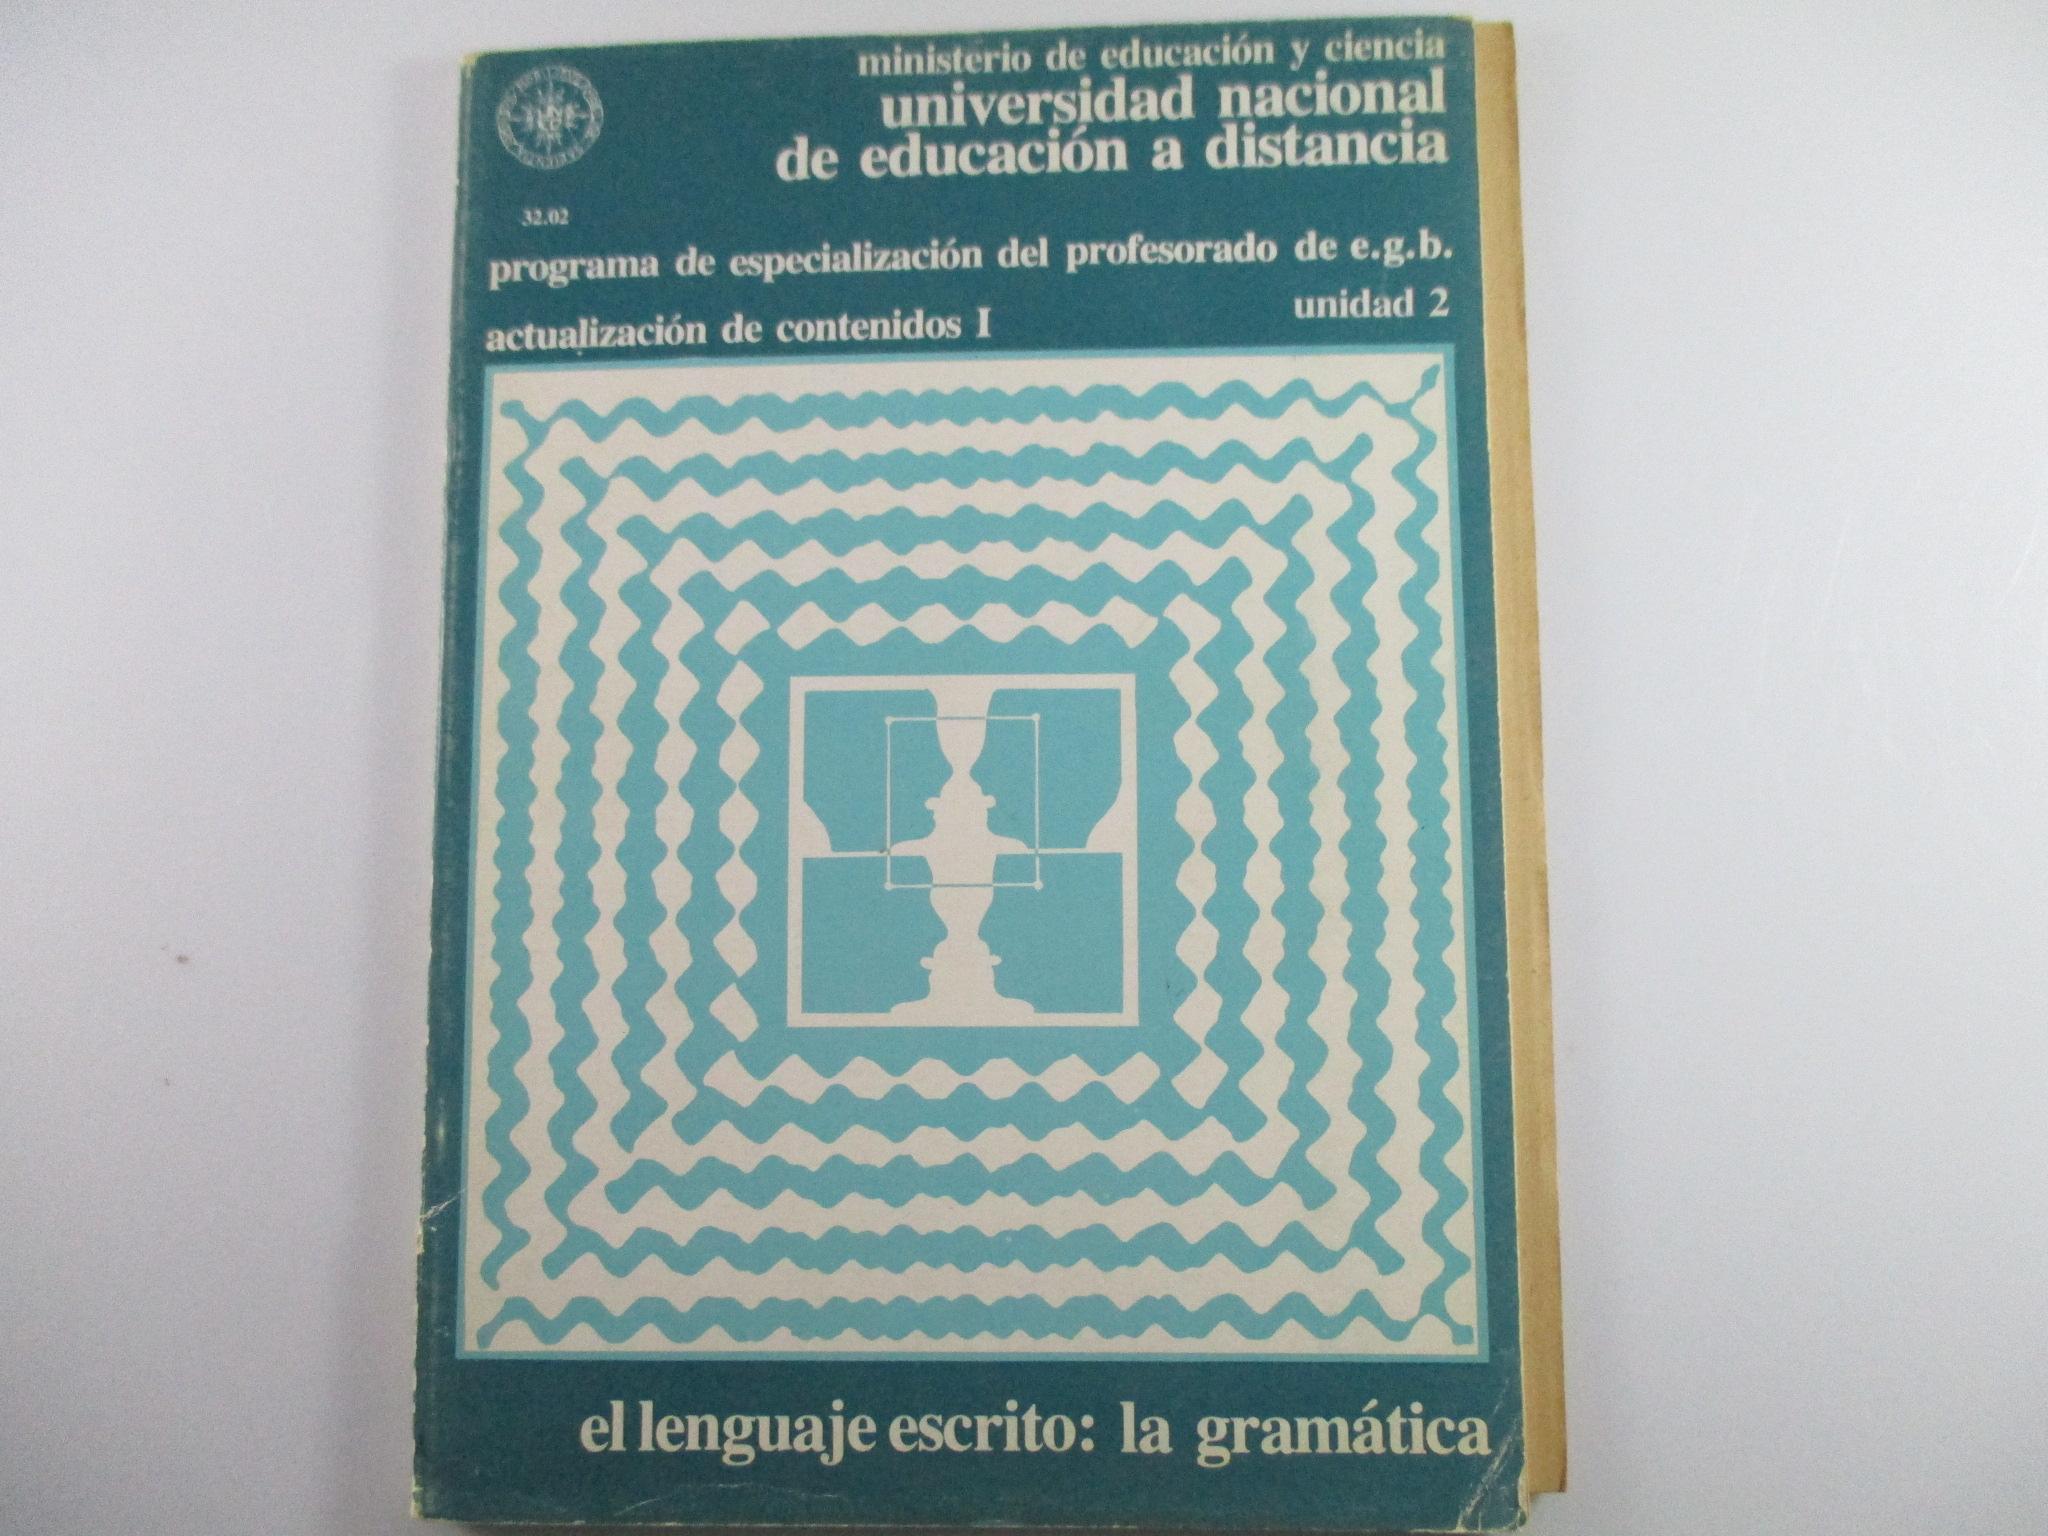 ministerio de educación y ciencia
universidad nacional
de educación a distancia
32.02
programa de especialización del profesorado de e.g.b.
unidad 2
actualización de contenidos I
el lenguaje escrito: la gramática